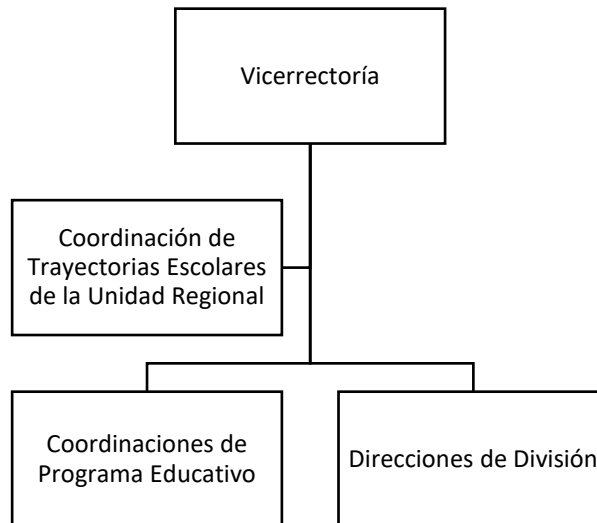 Vicerrectoría
Coordinación de
Trayectorias Escolares
de la Unidad Regional
Coordinaciones de
Programa Educativo
Direcciones de División